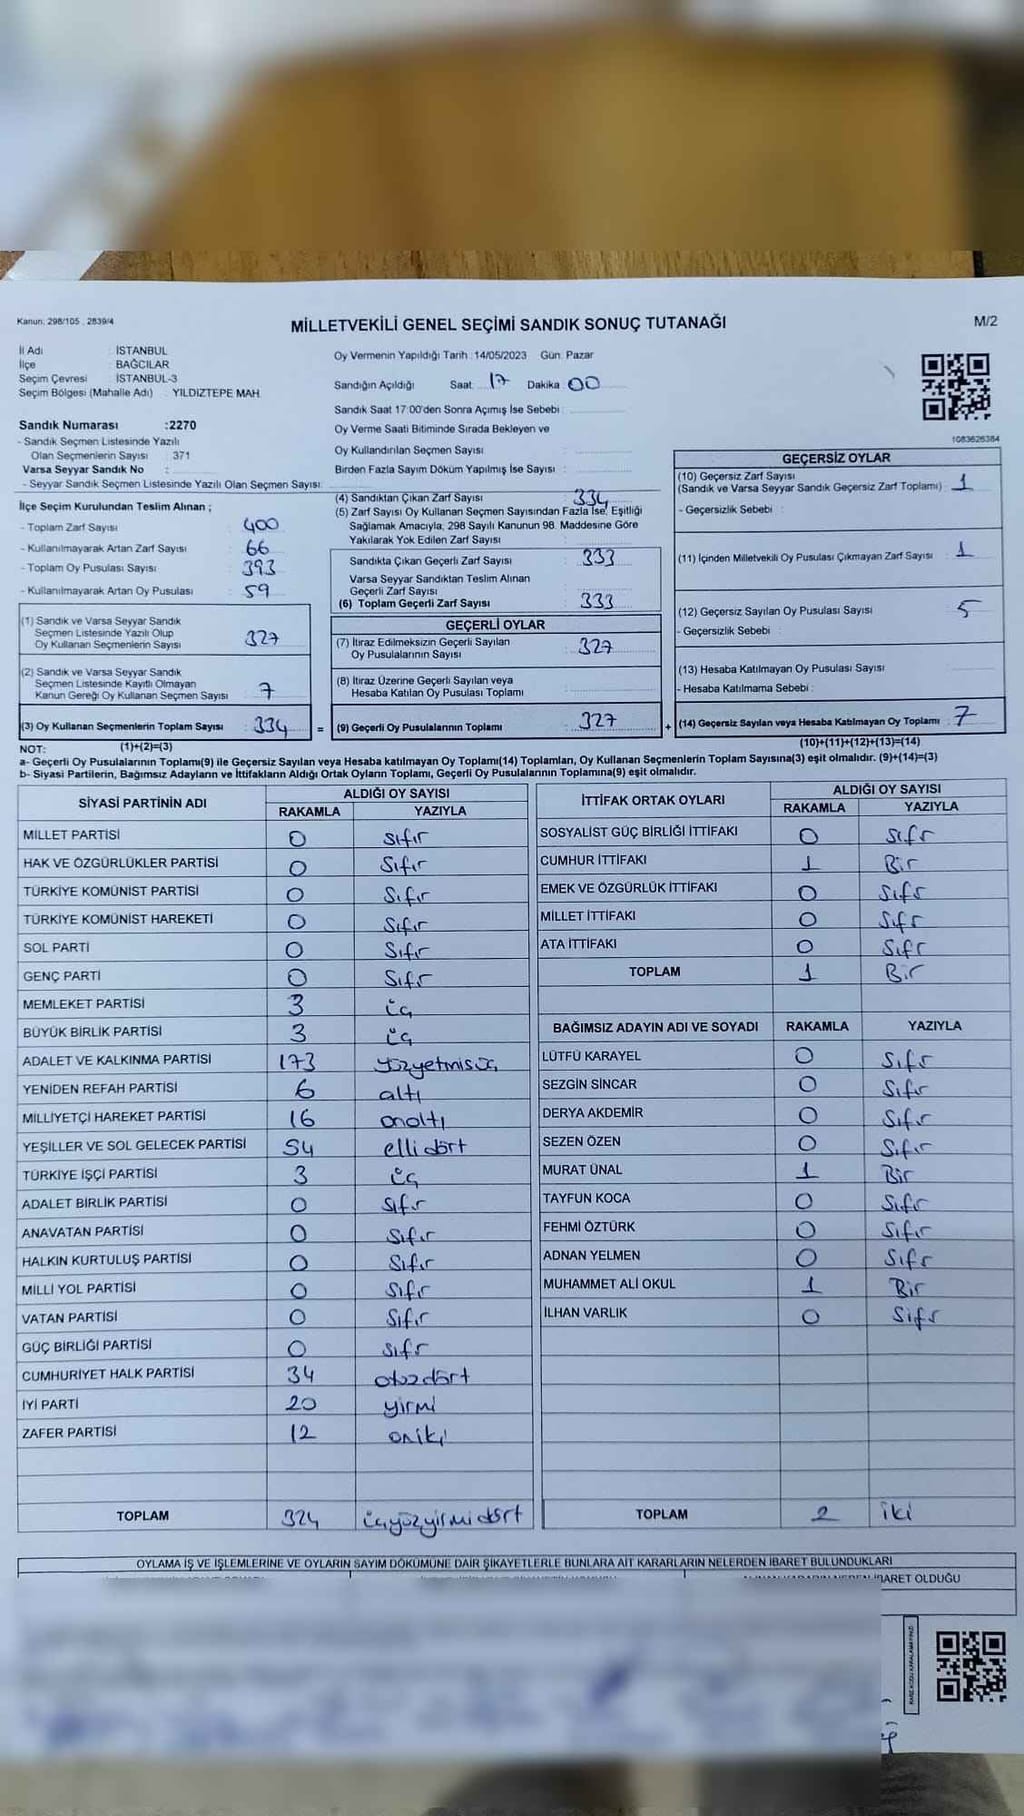 Kanun: 298/105 , 2839/4
MİLLETVEKİLİ GENEL SEÇİMİ SANDIK SONUÇ TUTANAĞI
M/2
İl Adı : İSTANBUL
İlçe : BAĞCILAR
Seçim Çevresi : İSTANBUL-3
Seçim Bölgesi (Mahalle Adı) : YILDIZTEPE MAH.
Sandık Numarası :2270
- Sandık Seçmen Listesinde Yazılı
Olan Seçmenlerin Sayısı : 371
Varsa Seyyar Sandık No :
- Seyyar Sandık Seçmen Listesinde Yazılı Olan Seçmen Sayısı:
İlçe Seçim Kurulundan Teslim Alınan ;
- Toplam Zarf Sayısı : 400
- Kullanılmayarak Artan Zarf Sayısı : 66
- Toplam Oy Pusulası Sayısı : 393
- Kullanılmayarak Artan Oy Pusulası : 59
(1) Sandık ve Varsa Seyyar Sandık
Seçmen Listesinde Yazılı Olup
Oy Kullanan Seçmenlerin Sayısı : 327
(2) Sandık ve Varsa Seyyar Sandık
Seçmen Listesinde Kayıtlı Olmayan
Kanun Gereği Oy Kullanan Seçmen Sayısı : 7
(3) Oy Kullanan Seçmenlerin Toplam Sayısı : 334 =
Oy Vermenin Yapıldığı Tarih :14/05/2023 Gün: Pazar
Sandığın Açıldığı Saat: 17 Dakika: 00
Sandık Saat 17:00'den Sonra Açımış İse Sebebi :
Oy Verme Saati Bitiminde Sırada Bekleyen ve
Oy Kullandırılan Seçmen Sayısı :
Birden Fazla Sayım Döküm Yapılmış İse Sayısı :
(4) Sandıktan Çıkan Zarf Sayısı : 334
(5) Zarf Sayısı Oy Kullanan Seçmen Sayısından Fazla İse, Eşitliği
Sağlamak Amacıyla, 298 Sayılı Kanunun 98. Maddesine Göre
Yakılarak Yok Edilen Zarf Sayısı :
Sandıkta Çıkan Geçerli Zarf Sayısı : 333
Varsa Seyyar Sandıktan Teslim Alınan
Geçerli Zarf Sayısı :
(6) Toplam Geçerli Zarf Sayısı : 333
GEÇERLİ OYLAR
(7) İtiraz Edilmeksizin Geçerli Sayılan
Oy Pusulalarının Sayısı : 327
(8) İtiraz Üzerine Geçerli Sayılan veya
Hesaba Katılan Oy Pusulası Toplamı :
(9) Geçerli Oy Pusulalarının Toplamı : 327 +
1083626384
GEÇERSİZ OYLAR
(10) Geçersiz Zarf Sayısı
(Sandık ve Varsa Seyyar Sandık Geçersiz Zarf Toplamı) : 1
- Geçersizlik Sebebi :
(11) İçinden Milletvekili Oy Pusulası Çıkmayan Zarf Sayısı : 1
(12) Geçersiz Sayılan Oy Pusulası Sayısı : 5
- Geçersizlik Sebebi :
(13) Hesaba Katılmayan Oy Pusulası Sayısı :
- Hesaba Katılmama Sebebi :
(14) Geçersiz Sayılan veya Hesaba Katılmayan Oy Toplamı : 7
NOT: (1)+(2)=(3) (10)+(11)+(12)+(13)=(14)
a- Geçerli Oy Pusulalarının Toplamı(9) ile Geçersiz Sayılan veya Hesaba katılmayan Oy Toplamı(14) Toplamları, Oy Kullanan Seçmenlerin Toplam Sayısına(3) eşit olmalıdır. (9)+(14)=(3)
b- Siyasi Partilerin, Bağımsız Adayların ve İttifakların Aldığı Ortak Oyların Toplamı, Geçerli Oy Pusulalarının Toplamına(9) eşit olmalıdır.
SİYASİ PARTİNİN ADI ALDIĞI OY SAYISI
RAKAMLA YAZIYLA
MİLLET PARTİSİ 0 Sıfır
HAK VE ÖZGÜRLÜKLER PARTİSİ 0 Sıfır
TÜRKİYE KOMÜNİST PARTİSİ 0 Sıfır
TÜRKİYE KOMÜNİST HAREKETİ 0 Sıfır
SOL PARTİ 0 Sıfır
GENÇ PARTİ 0 Sıfır
MEMLEKET PARTİSİ 3 üç
BÜYÜK BİRLİK PARTİSİ 3 üç
ADALET VE KALKINMA PARTİSİ 173 yüzyetmisüç
YENİDEN REFAH PARTİSİ 6 altı
MİLLİYETÇİ HAREKET PARTİSİ 16 onaltı
YEŞİLLER VE SOL GELECEK PARTİSİ 54 ellidört
TÜRKİYE İŞÇİ PARTİSİ 3 üç
ADALET BİRLİK PARTİSİ 0 Sıfır
ANAVATAN PARTİSİ 0 Sıfır
HALKIN KURTULUŞ PARTİSİ 0 Sıfır
MİLLİ YOL PARTİSİ 0 Sıfır
VATAN PARTİSİ 0 Sıfır
GÜÇ BİRLİĞİ PARTİSİ 0 Sıfır
CUMHURİYET HALK PARTİSİ 34 otuzdört
İYİ PARTİ 20 yirmi
ZAFER PARTİSİ 12 oniki
TOPLAM 324 üçyüzyirmidört
İTTİFAK ORTAK OYLARI ALDIĞI OY SAYISI
RAKAMLA YAZIYLA
SOSYALİST GÜÇ BİRLİĞİ İTTİFAKI 0 Sıfır
CUMHUR İTTİFAKI 1 Bir
EMEK VE ÖZGÜRLÜK İTTİFAKI 0 Sıfır
MİLLET İTTİFAKI 0 Sıfır
ATA İTTİFAKI 0 Sıfır
TOPLAM 1 Bir
BAĞIMSIZ ADAYIN ADI VE SOYADI RAKAMLA YAZIYLA
LÜTFÜ KARAYEL 0 Sıfır
SEZGİN SİNCAR 0 Sıfır
DERYA AKDEMİR 0 Sıfır
SEZEN ÖZEN 0 Sıfır
MURAT ÜNAL 1 Bir
TAYFUN KOCA 0 Sıfır
FEHMİ ÖZTÜRK 0 Sıfır
ADNAN YELMEN 0 Sıfır
MUHAMMET ALİ OKUL 1 Bir
İLHAN VARLIK 0 Sıfır
TOPLAM 2 iki
OYLAMA İŞ VE İŞLEMLERİNE VE OYLARIN SAYIM DÖKÜMÜNE DAİR ŞİKAYETLERLE BUNLARA AİT KARARLARIN NELERDEN İBARET BULUNDUKLARI
OLDUĞU